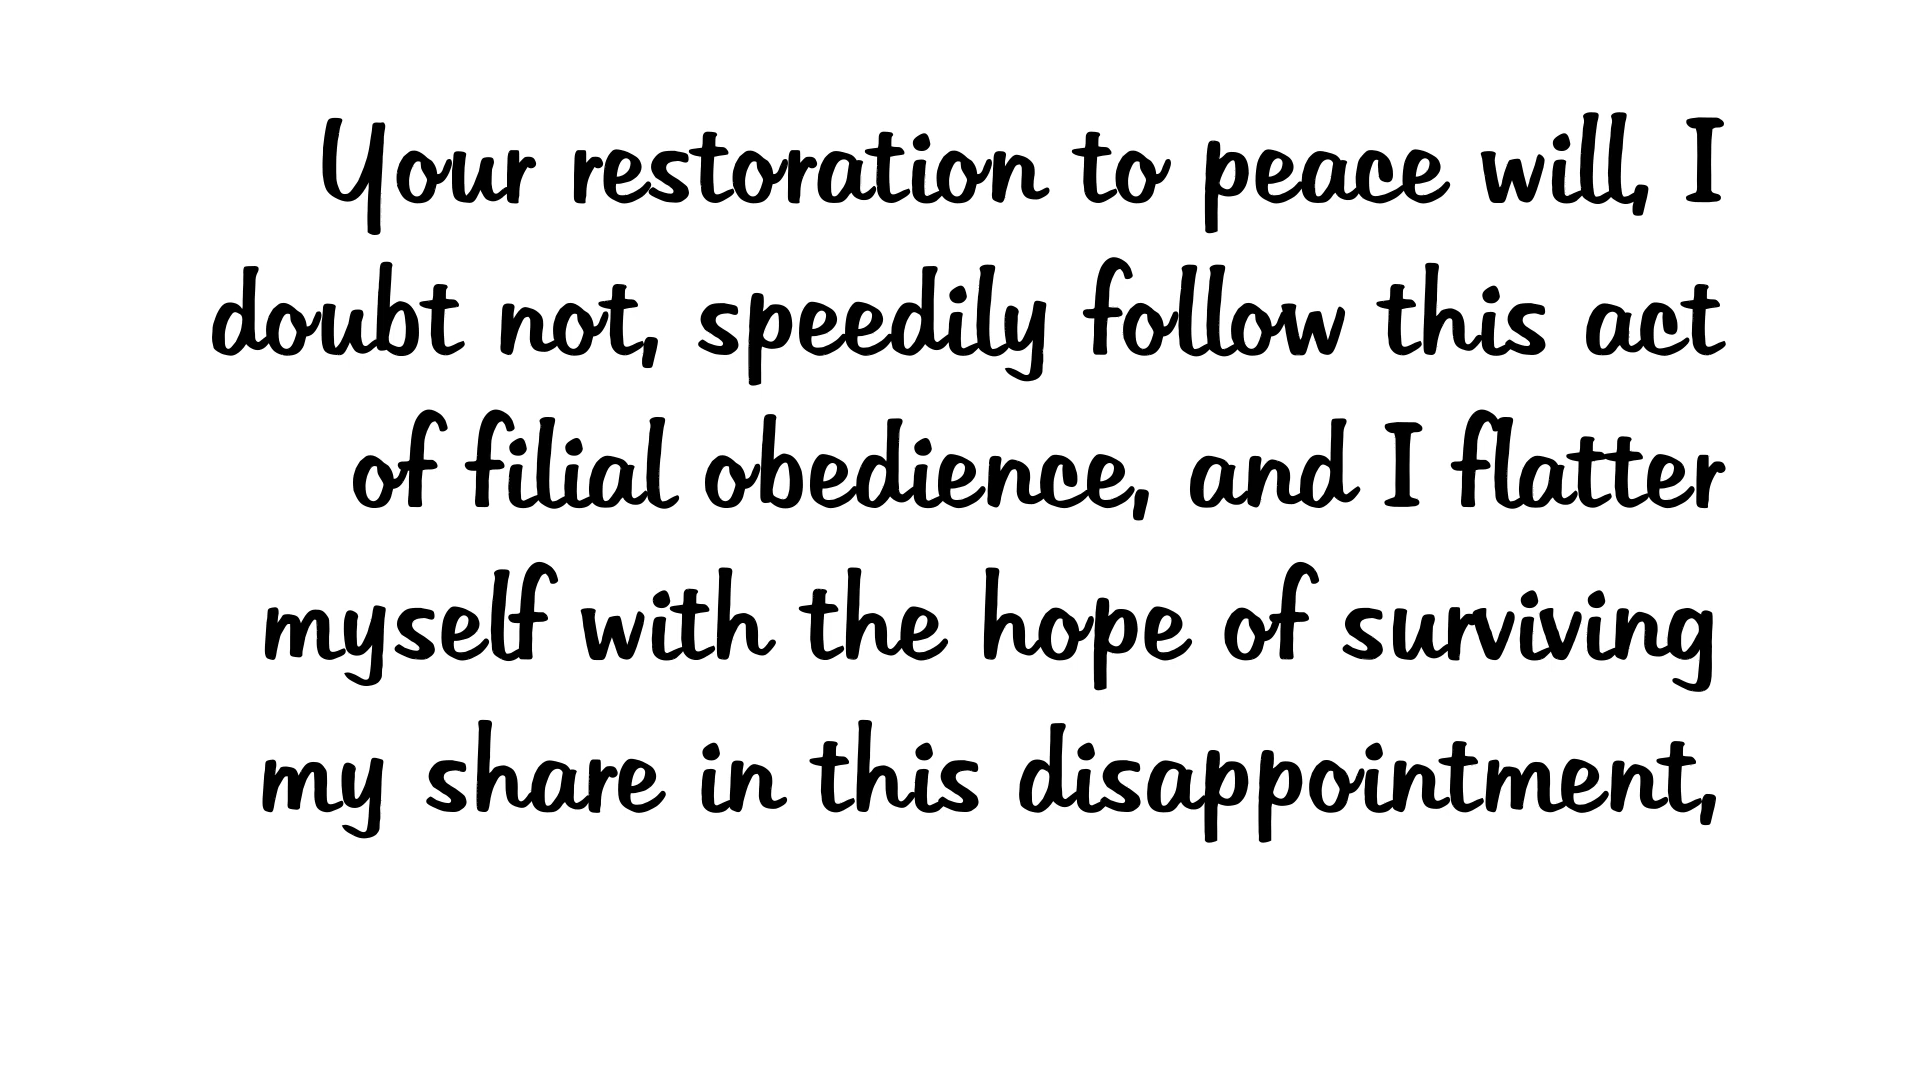 Your restoration to peace will, I
doubt not, speedily follow this act
of filial obedience, and I flatter
myself with the hope of surviving
my share in this disappointment,